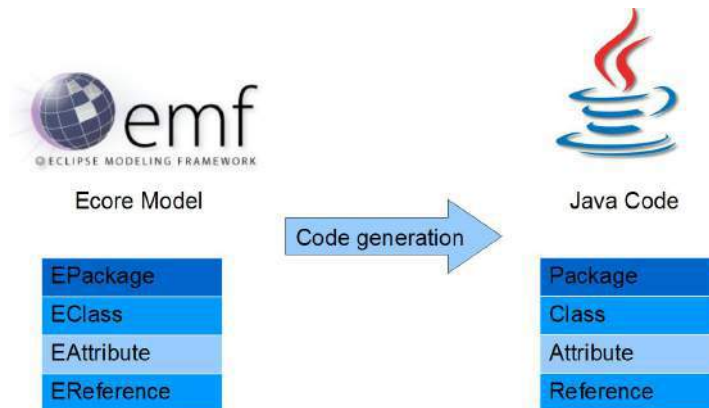 emf
ECLIPSE MODELING FRAMEWORK
Ecore Model
Java Code
Code generation
EPackage
EClass
EAttribute
EReference
Package
Class
Attribute
Reference